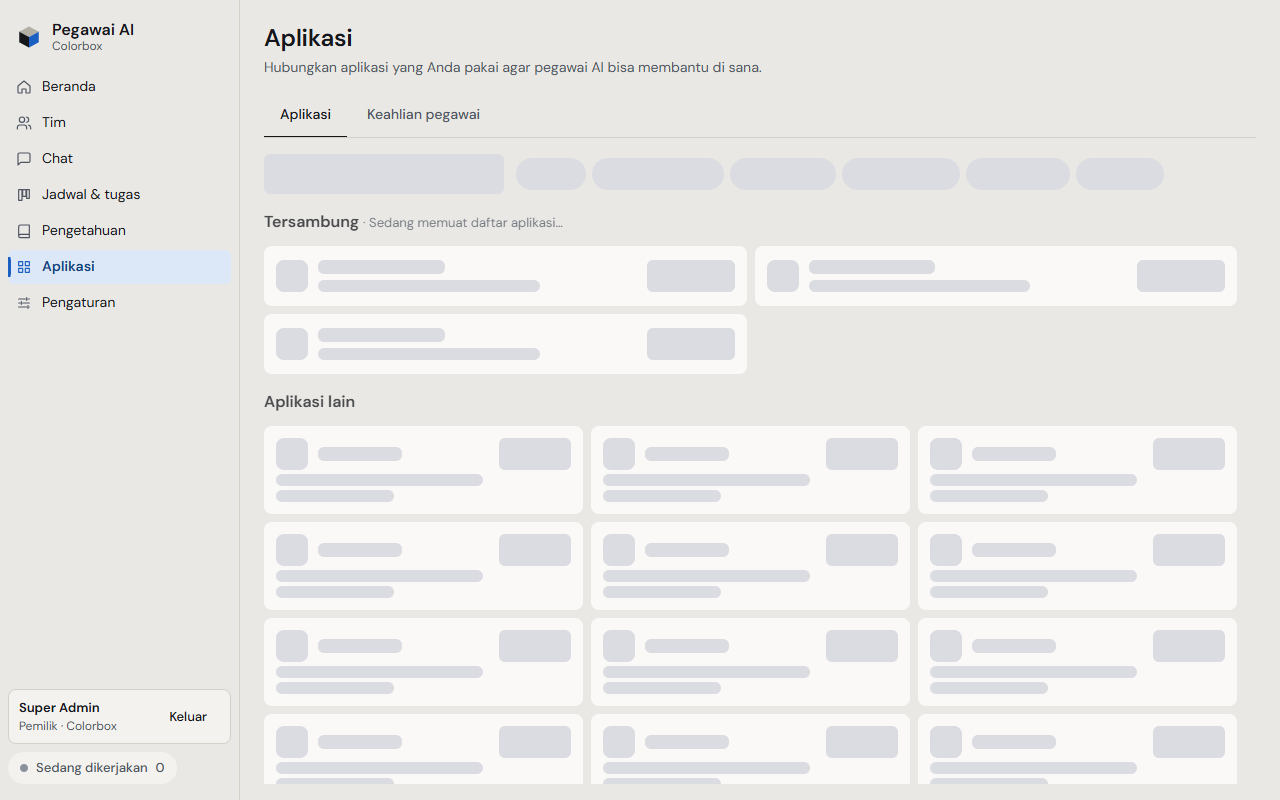 Pegawai AI
Colorbox
Beranda
Tim
Chat
Jadwal & tugas
Pengetahuan
Aplikasi
Pengaturan
Super Admin
Pemilik · Colorbox
Keluar
Sedang dikerjakan 0
Aplikasi
Hubungkan aplikasi yang Anda pakai agar pegawai AI bisa membantu di sana.
Aplikasi
Keahlian pegawai
Tersambung · Sedang memuat daftar aplikasi…
Aplikasi lain